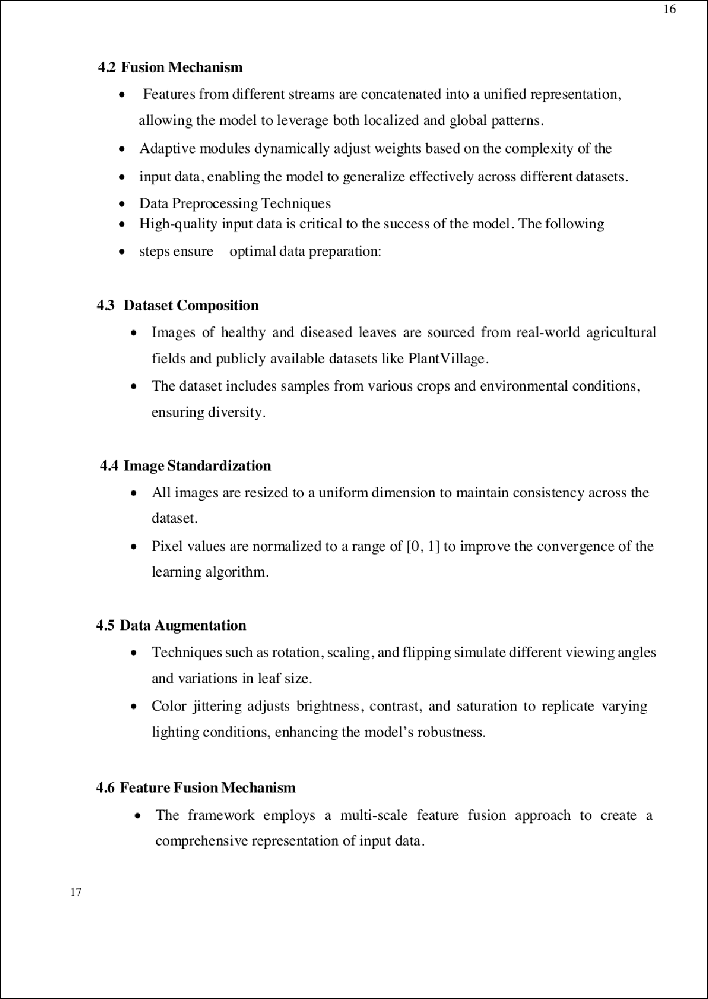 16
4.2 Fusion Mechanism
• Features from different streams are concatenated into a unified representation,
allowing the model to leverage both localized and global patterns.
• Adaptive modules dynamically adjust weights based on the complexity of the
• input data, enabling the model to generalize effectively across different datasets.
• Data Preprocessing Techniques
• High-quality input data is critical to the success of the model. The following
• steps ensure optimal data preparation:
4.3 Dataset Composition
• Images of healthy and diseased leaves are sourced from real-world agricultural
fields and publicly available datasets like PlantVillage.
• The dataset includes samples from various crops and environmental conditions,
ensuring diversity.
4.4 Image Standardization
• All images are resized to a uniform dimension to maintain consistency across the
dataset.
• Pixel values are normalized to a range of [0, 1] to improve the convergence of the
learning algorithm.
4.5 Data Augmentation
• Techniques such as rotation, scaling, and flipping simulate different viewing angles
and variations in leaf size.
• Color jittering adjusts brightness, contrast, and saturation to replicate varying
lighting conditions, enhancing the model’s robustness.
4.6 Feature Fusion Mechanism
• The framework employs a multi-scale feature fusion approach to create a
comprehensive representation of input data.
17